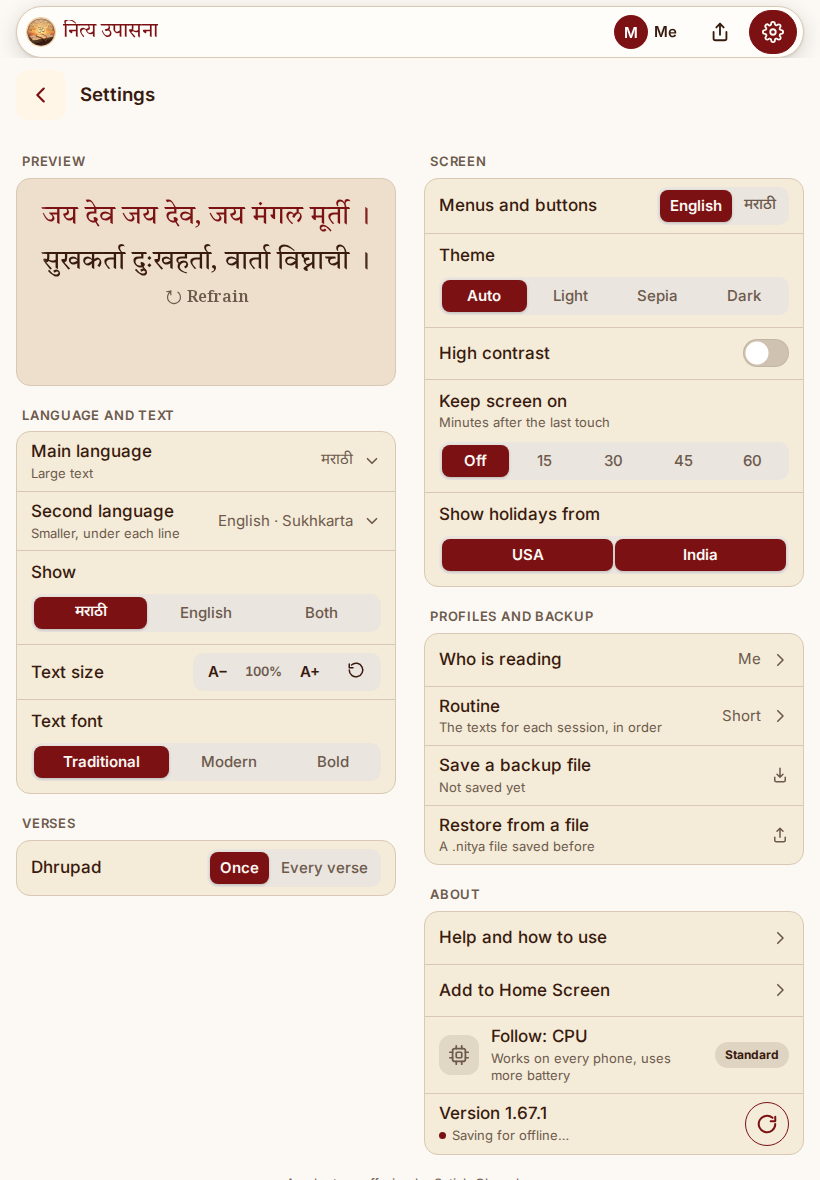 नित्य उपासना
M Me
Settings
PREVIEW
जय देव जय देव, जय मंगल मूर्ती ।
सुखकर्ता दुःखहर्ता, वार्ता विघ्नाची ।
Refrain
LANGUAGE AND TEXT
Main language
Large text
मराठी
Second language
Smaller, under each line
English · Sukhkarta
Show
मराठी English Both
Text size A− 100% A+
Text font
Traditional Modern Bold
VERSES
Dhrupad Once Every verse
SCREEN
Menus and buttons English मराठी
Theme
Auto Light Sepia Dark
High contrast
Keep screen on
Minutes after the last touch
Off 15 30 45 60
Show holidays from
USA India
PROFILES AND BACKUP
Who is reading Me
Routine
The texts for each session, in order
Short
Save a backup file
Not saved yet
Restore from a file
A .nitya file saved before
ABOUT
Help and how to use
Add to Home Screen
Follow: CPU
Works on every phone, uses
more battery
Standard
Version 1.67.1
Saving for offline…